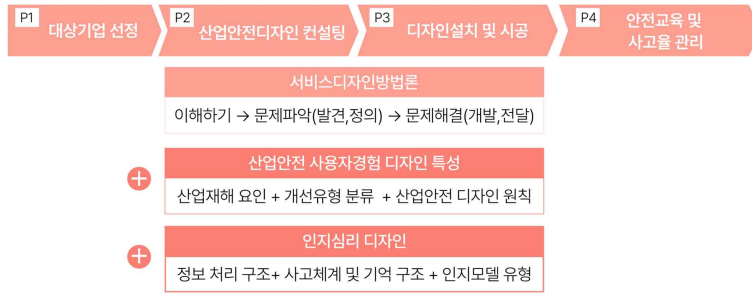 P1
대상기업 선정
P2
산업안전디자인 컨설팅
P3
디자인설치 및 시공
P4
안전교육 및
사고율 관리
서비스디자인방법론
이해하기 → 문제파악(발견,정의) → 문제해결(개발,전달)
산업안전 사용자경험 디자인 특성
산업재해 요인 + 개선유형 분류 + 산업안전 디자인 원칙
인지심리 디자인
정보 처리 구조+ 사고체계 및 기억 구조 + 인지모델 유형